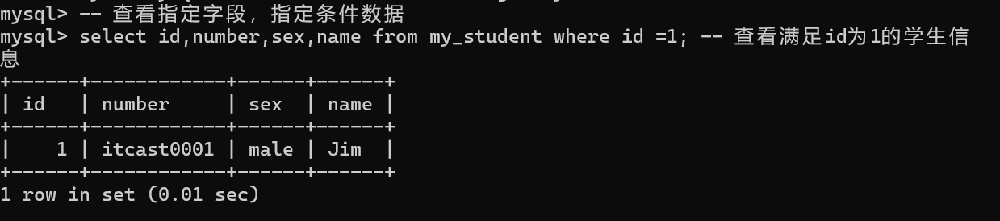 mysql> -- 查看指定字段，指定条件数据
mysql> select id,number,sex,name from my_student where id =1; -- 查看满足id为1的学生信
息
+------+------------+------+------+
| id   | number     | sex  | name |
+------+------------+------+------+
|    1 | itcast0001 | male | Jim  |
+------+------------+------+------+
1 row in set (0.01 sec)